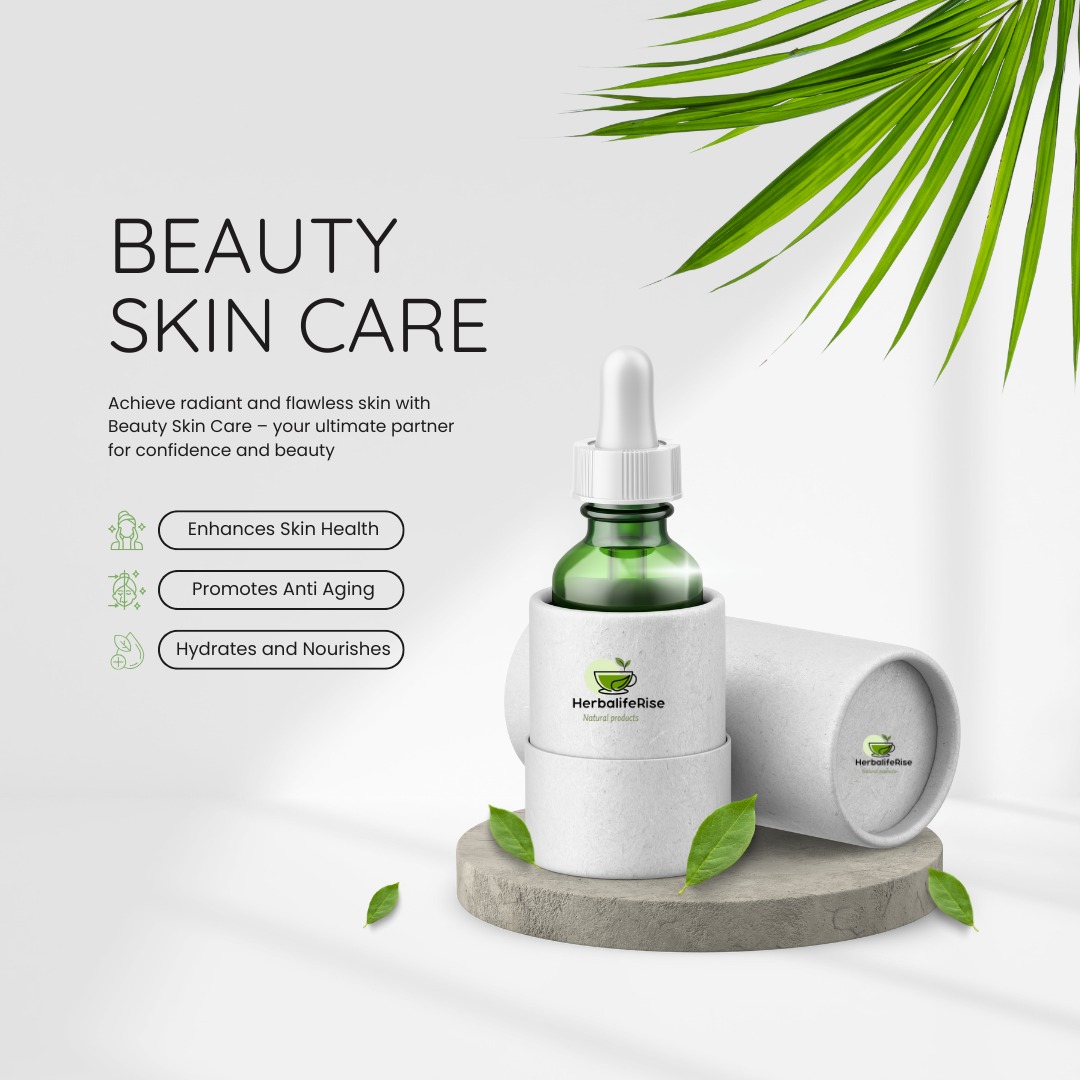 BEAUTY
SKIN CARE
Achieve radiant and flawless skin with
Beauty Skin Care – your ultimate partner
for confidence and beauty
Enhances Skin Health
Promotes Anti Aging
Hydrates and Nourishes
HerbalifeRise
Natural products
HerbalifeRise